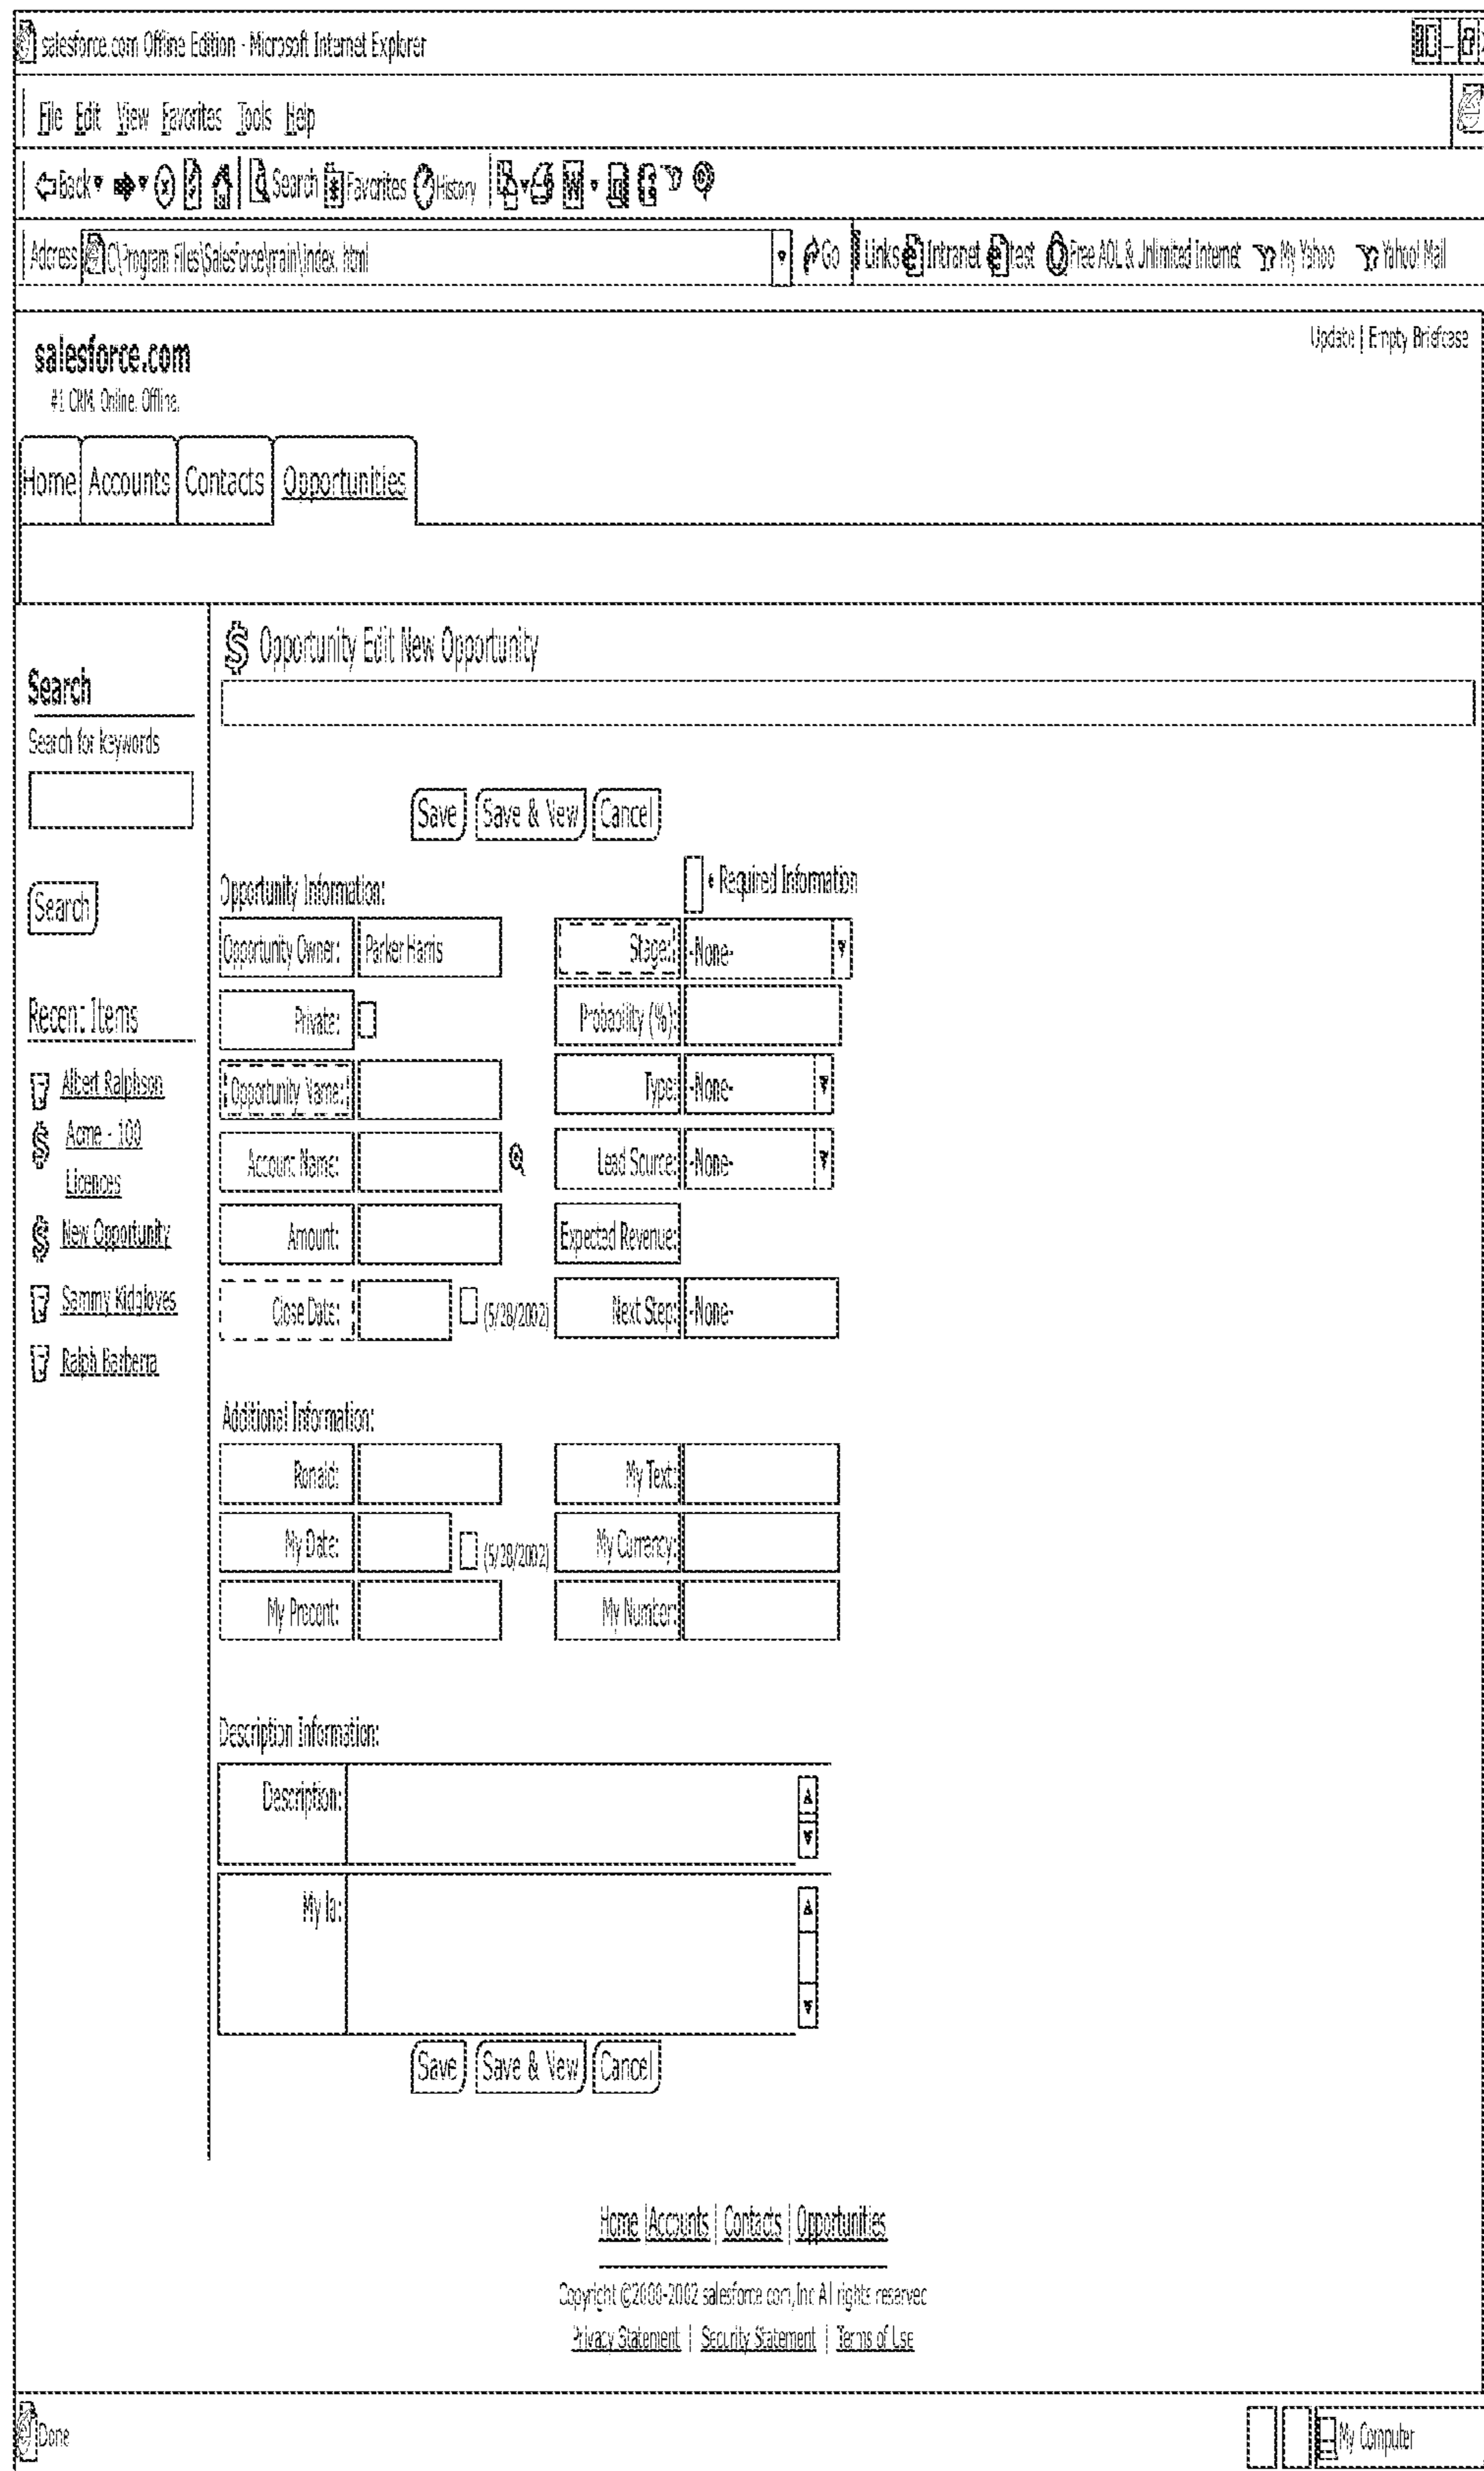 salesforce.com Offline Edition - Microsoft Internet Explorer
File Edit View Favorites Tools Help
Back Search Favorites History
Address C:\Program Files\Salesforce\main\index. html Go Links Intranet test Free AOL & Unlimited Internet My Yahoo Yahoo! Mail
Update | Empty Briefcase
salesforce.com
#1 CRM. Online. Offline.
Home Accounts Contacts Opportunities
$ Opportunity Edit New Opportunity
Search
Search for keywords
Search
Recent Items
Albert Ralphson
$ Acme - 100
Licences
$ New Opportunity
Sammy Kidgloves
Ralph Barberra
Save Save & New Cancel
Opportunity Information: Required Information
Opportunity Owner: Parker Harris Stage: -None-
Private: Probability (%):
Opportunity Name: Type: -None-
Account Name: Lead Source: -None-
Amount: Expected Revenue:
Close Date: (5/28/2002) Next Step: -None-
Additional Information:
Ronald: My Text:
My Date: (5/28/2002) My Currency:
My Precent: My Number:
Description Information:
Description:
My la:
Save Save & New Cancel
Home | Accounts | Contacts | Opportunities
Copyright ©2000-2002 salesforce.com, Inc All rights reserved
Privacy Statement | Security Statement | Terms of Use
Done My Computer